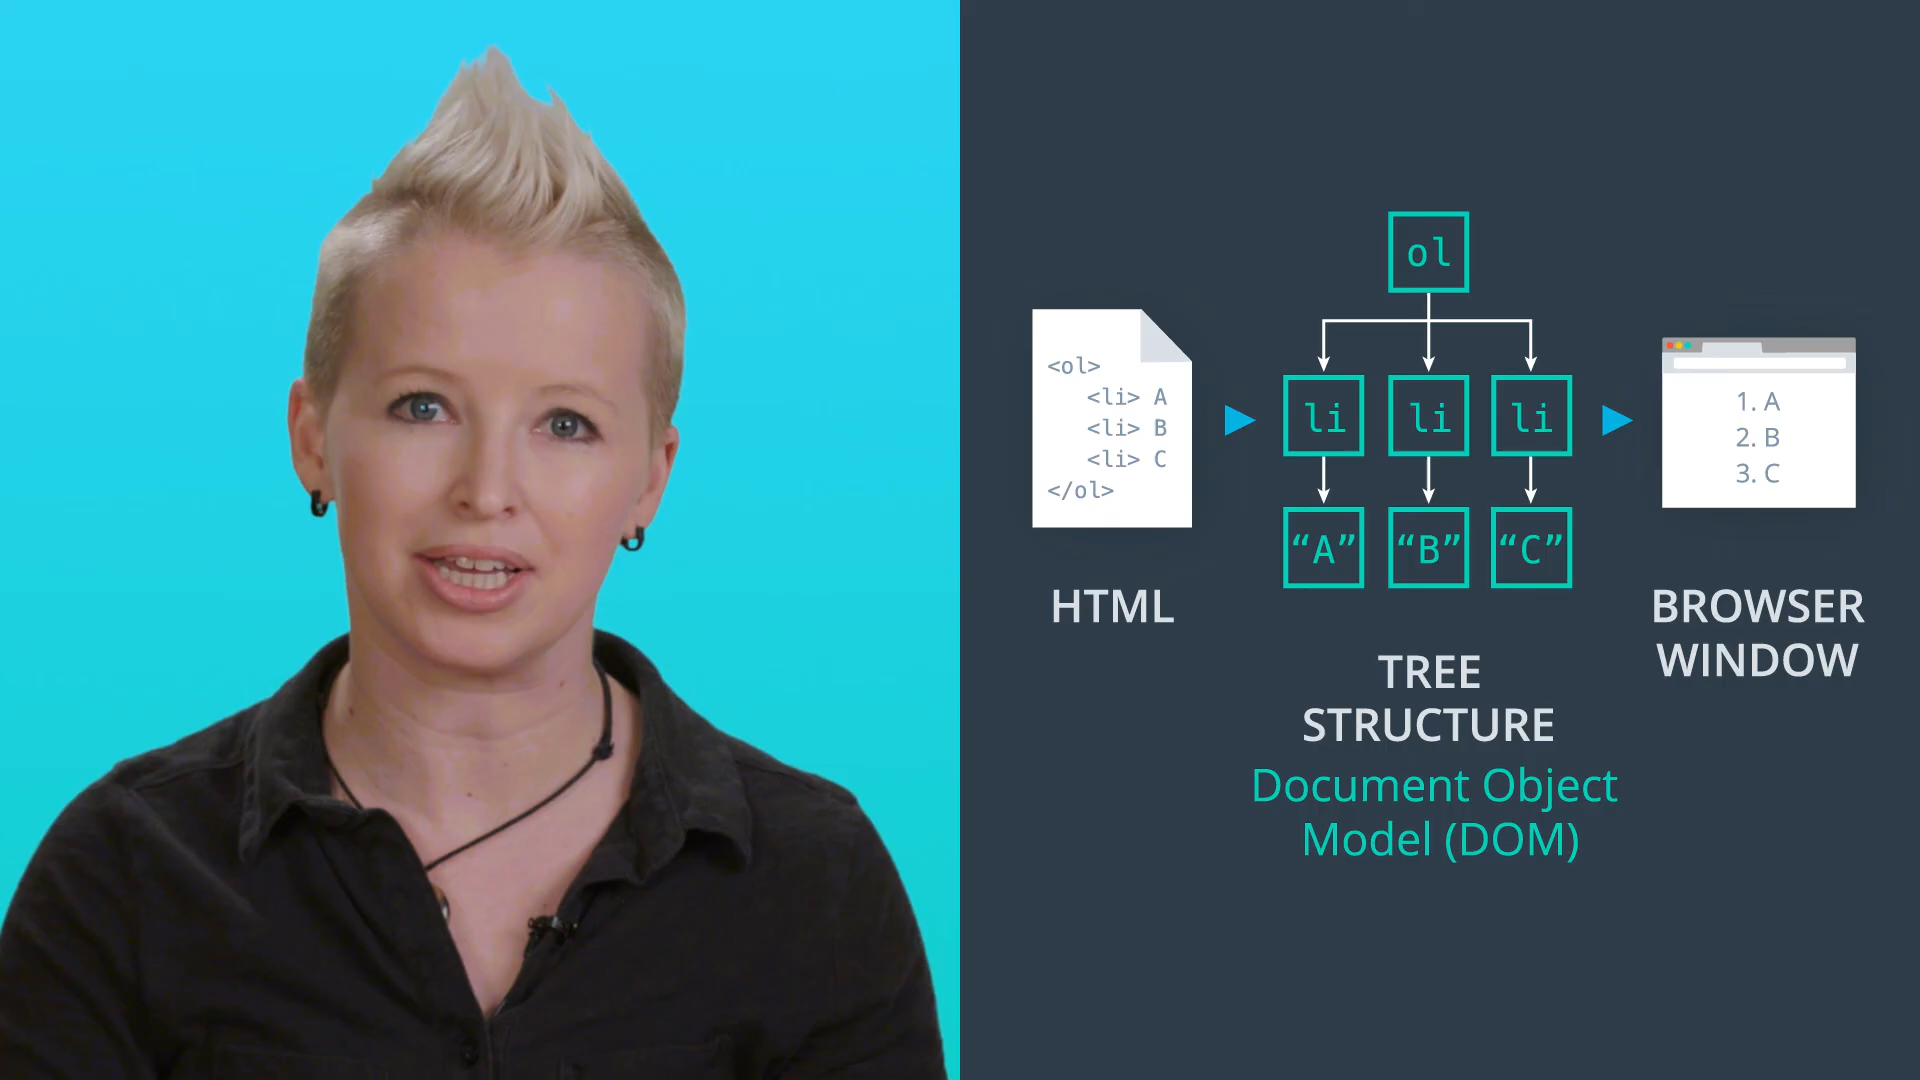 ol
<ol>
<li> A
<li> B
<li> C
</ol>
li li li
“A” “B” “C”
1. A
2. B
3. C
HTML
TREE
STRUCTURE
Document Object
Model (DOM)
BROWSER
WINDOW